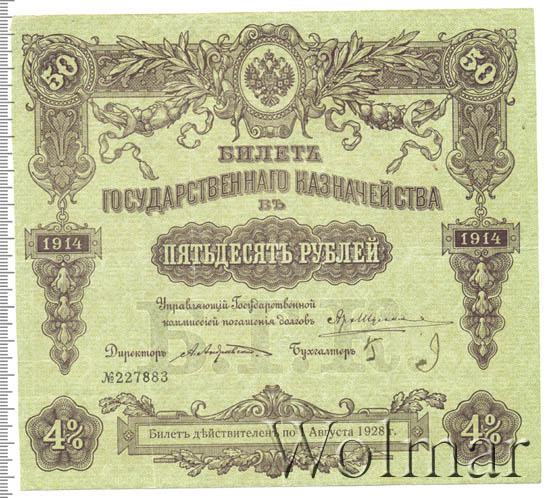 50 50
БИЛЕТЪ
ГОСУДАРСТВЕННАГО КАЗНАЧЕЙСТВА
ВЪ
1914 1914
ПЯТЬДЕСЯТЪ РУБЛЕЙ
Управляющій Государственной
коммиссіей погашенія долговъ
Директоръ Бухгалтеръ
№227883
4% 4%
Билетъ дѣйствителенъ по 1 Августа 1928 г.
Wolmar